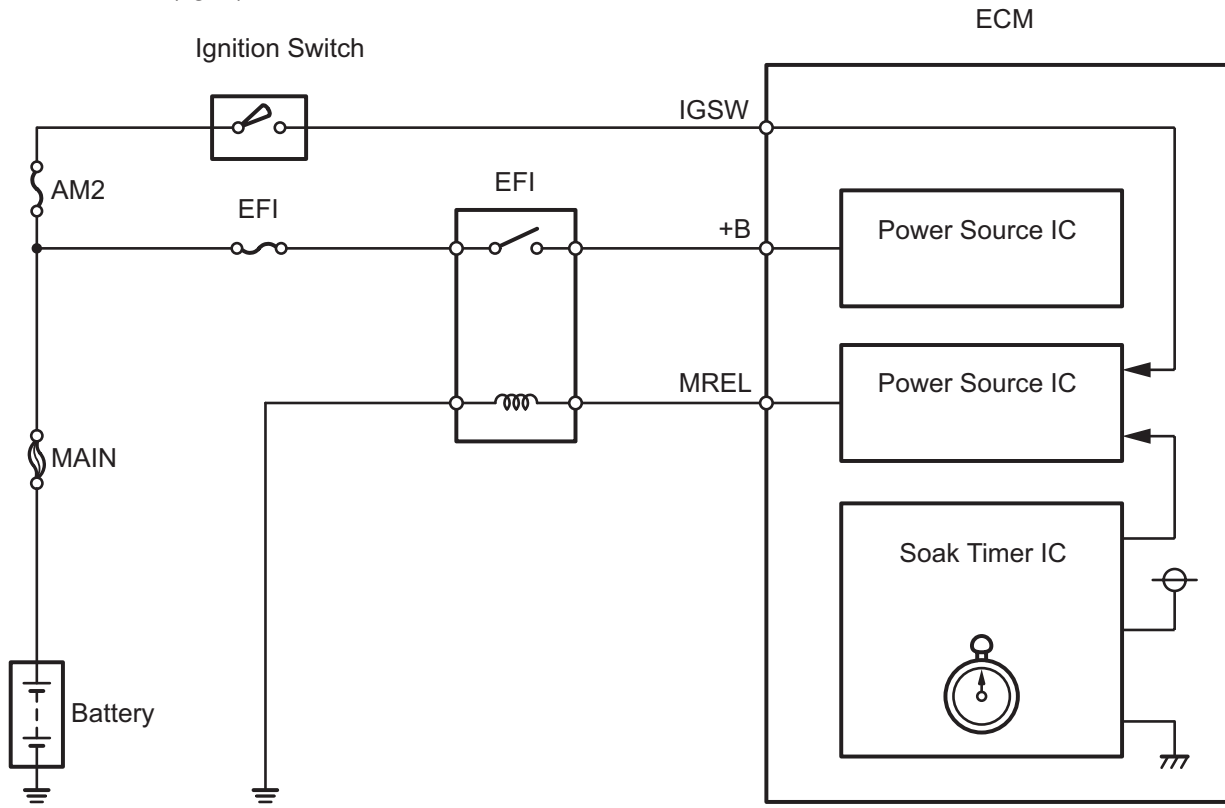 ECM
Ignition Switch
IGSW
AM2
EFI
EFI
+B
Power Source IC
MREL
Power Source IC
MAIN
Soak Timer IC
Battery